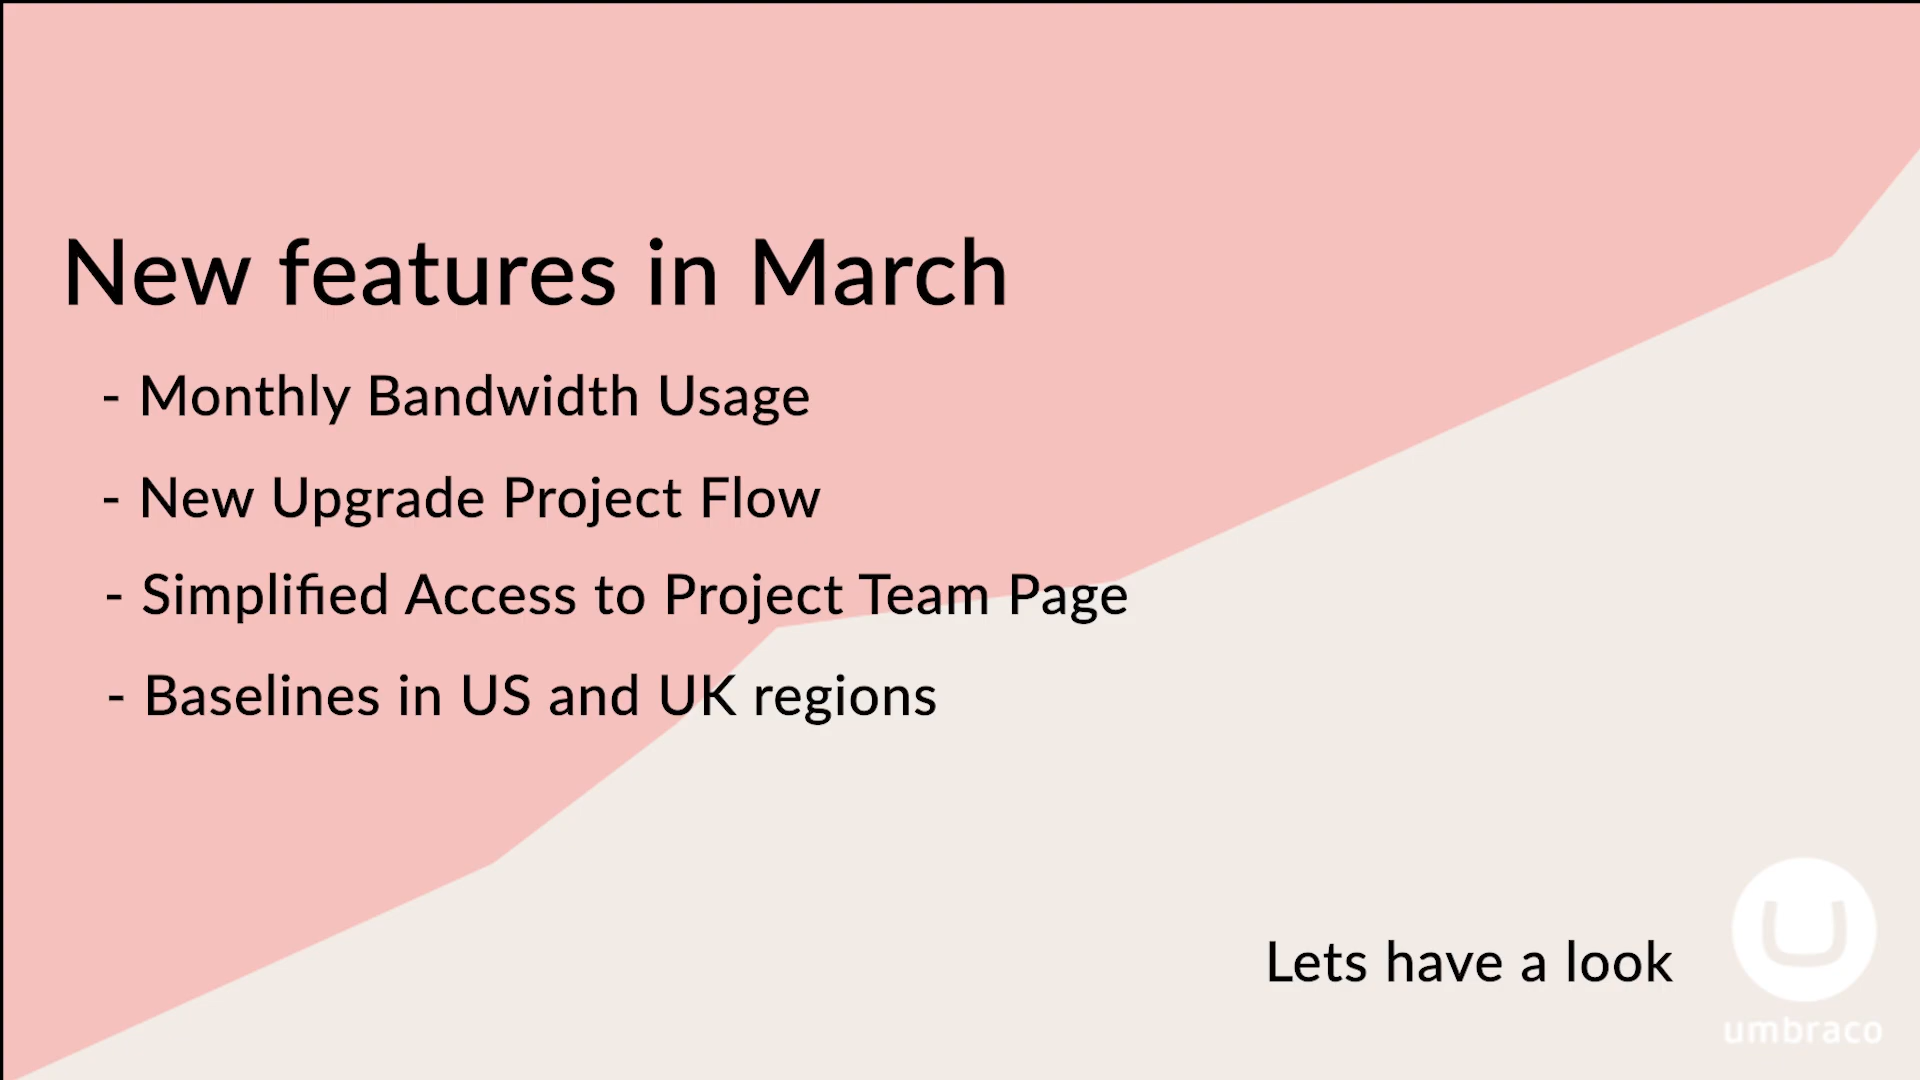 New features in March
- Monthly Bandwidth Usage
- New Upgrade Project Flow
- Simplified Access to Project Team Page
- Baselines in US and UK regions
Lets have a look
umbraco